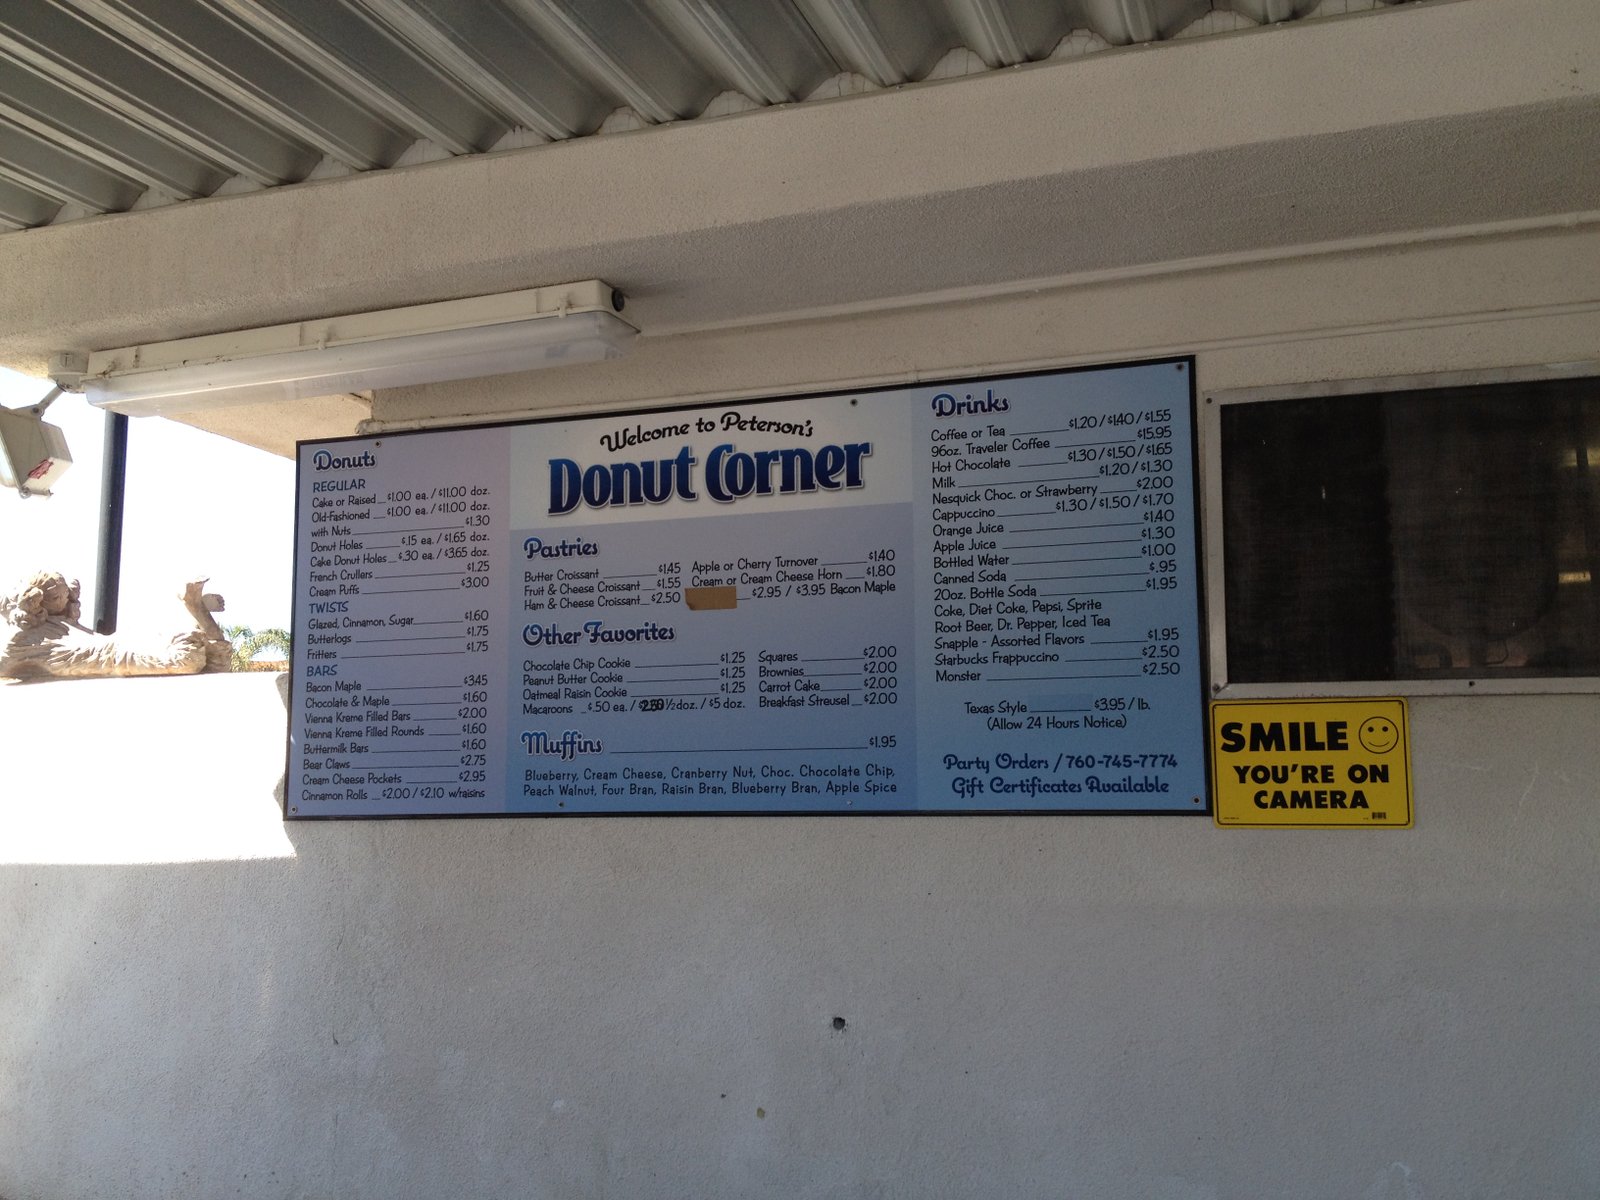 Welcome to Peterson's
Donut Corner
Donuts
REGULAR
Cake or Raised $1.00 ea. / $11.00 doz.
Old-Fashioned $1.00 ea. / $11.00 doz.
with Nuts $1.30
Donut Holes $.15 ea. / $1.65 doz.
Cake Donut Holes $.30 ea. / $3.65 doz.
French Crullers $1.25
Cream Puffs $3.00
TWISTS
Glazed, Cinnamon, Sugar $1.60
Butterlogs $1.75
Fritters $1.75
BARS
Bacon Maple $3.45
Chocolate & Maple $1.60
Vienna Kreme Filled Bars $2.00
Vienna Kreme Filled Rounds $1.60
Buttermilk Bars $1.60
Bear Claws $2.75
Cream Cheese Pockets $2.95
Cinnamon Rolls $2.00 / $2.10 w/raisins
Pastries
Butter Croissant $1.45
Fruit & Cheese Croissant $1.55
Ham & Cheese Croissant $2.50
Apple or Cherry Turnover $1.40
Cream or Cream Cheese Horn $1.80
$2.95 / $3.95 Bacon Maple
Other Favorites
Chocolate Chip Cookie $1.25
Peanut Butter Cookie $1.25
Oatmeal Raisin Cookie $1.25
Macaroons $.50 ea. / 1/2 doz. / $5 doz.
Squares $2.00
Brownies $2.00
Carrot Cake $2.00
Breakfast Streusel $2.00
Muffins $1.95
Blueberry, Cream Cheese, Cranberry Nut, Choc. Chocolate Chip,
Peach Walnut, Four Bran, Raisin Bran, Blueberry Bran, Apple Spice
Drinks
Coffee or Tea $1.20 / $1.40 / $1.55
96oz. Traveler Coffee $15.95
Hot Chocolate $1.30 / $1.50 / $1.65
Milk $1.20 / $1.30
Nesquick Choc. or Strawberry $2.00
Cappuccino $1.30 / $1.50 / $1.70
Orange Juice $1.40
Apple Juice $1.30
Bottled Water $1.00
Canned Soda $.95
20oz. Bottle Soda $1.95
Coke, Diet Coke, Pepsi, Sprite
Root Beer, Dr. Pepper, Iced Tea
Snapple - Assorted Flavors $1.95
Starbucks Frappuccino $2.50
Monster $2.50
Texas Style $3.95 / lb.
(Allow 24 Hours Notice)
Party Orders / 760-745-7774
Gift Certificates Available
SMILE
YOU'RE ON
CAMERA